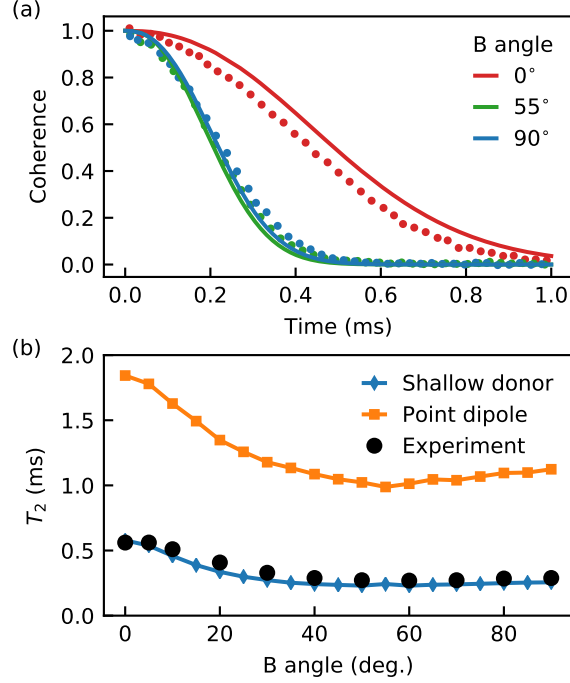 (a)
1.0
0.8
0.6
0.4
0.2
0.0
Coherence
B angle
0°
55°
90°
0.0 0.2 0.4 0.6 0.8 1.0
Time (ms)
(b)
2.0
1.5
1.0
0.5
0.0
T₂ (ms)
Shallow donor
Point dipole
Experiment
0 20 40 60 80
B angle (deg.)